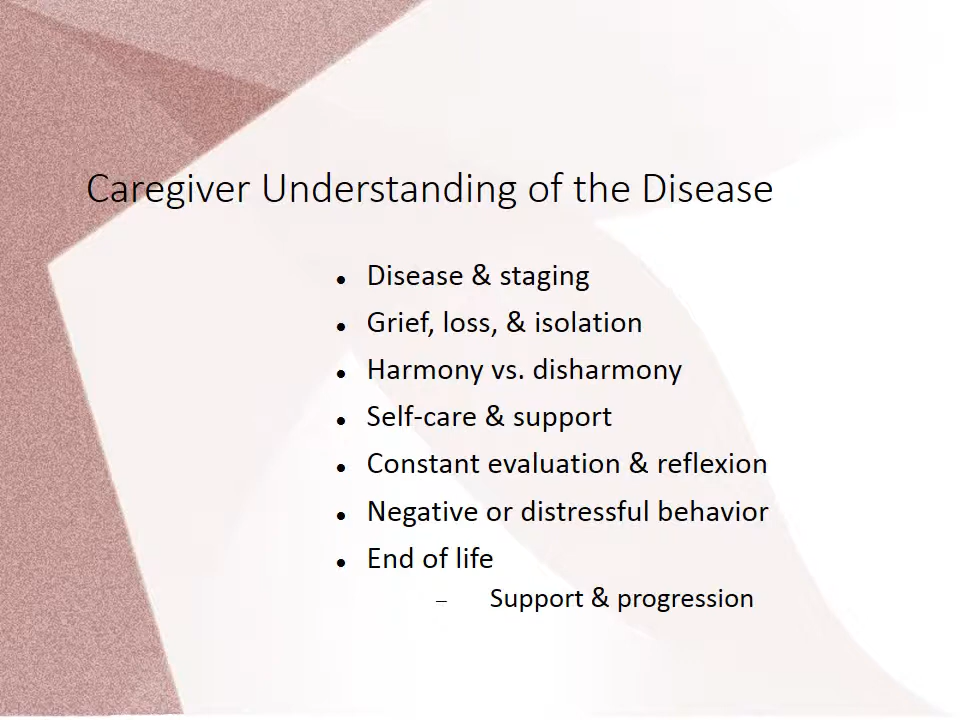 Caregiver Understanding of the Disease
• Disease & staging
• Grief, loss, & isolation
• Harmony vs. disharmony
• Self-care & support
• Constant evaluation & reflexion
• Negative or distressful behavior
• End of life
– Support & progression